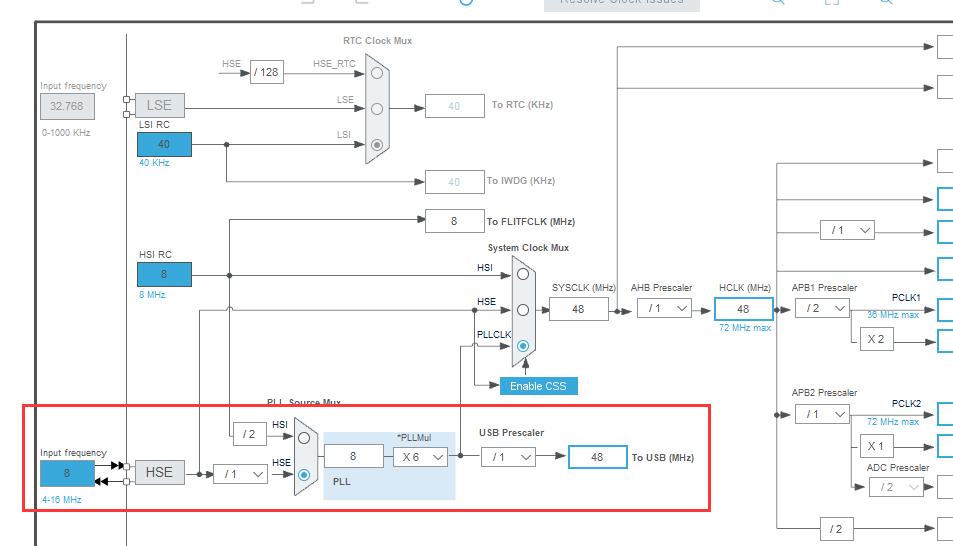 Resolve Clock Issues
RTC Clock Mux
HSE
/ 128
HSE_RTC
Input frequency
32.768
0-1000 KHz
LSE
LSE
40
To RTC (KHz)
LSI RC
40
40 KHz
LSI
40
To IWDG (KHz)
8
To FLITFCLK (MHz)
System Clock Mux
HSI RC
8
8 MHz
HSI
HSE
PLLCLK
SYSCLK (MHz)
48
AHB Prescaler
/ 1
HCLK (MHz)
48
72 MHz max
/ 1
APB1 Prescaler
/ 2
PCLK1
36 MHz max
X 2
Enable CSS
APB2 Prescaler
/ 1
PCLK2
72 MHz max
X 1
ADC Prescaler
/ 2
/ 2
PLL Source Mux
/ 2
HSI
Input frequency
8
4-16 MHz
HSE
/ 1
HSE
8
*PLLMul
X 6
PLL
USB Prescaler
/ 1
48
To USB (MHz)